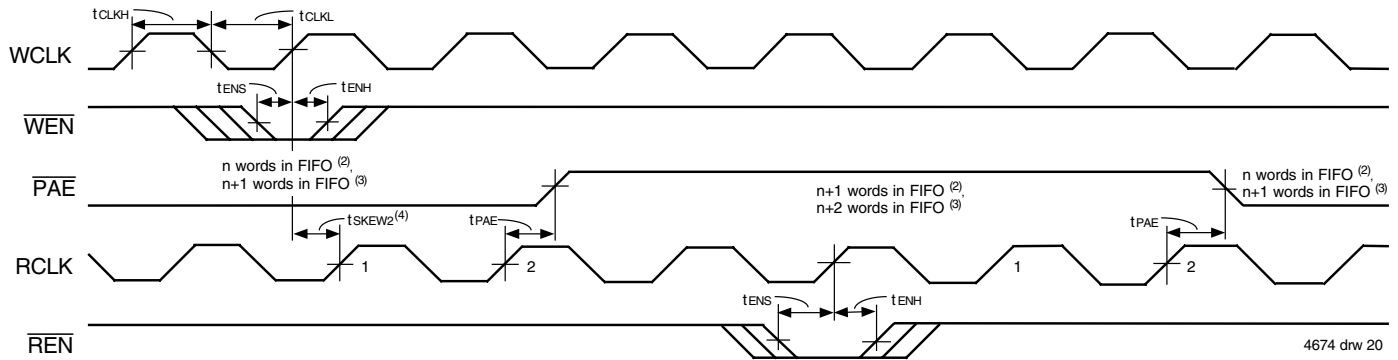 tCLKH
tCLKL
WCLK
tENS
tENH
WEN
n words in FIFO (2),
n+1 words in FIFO (3)
PAE
n+1 words in FIFO (2),
n+2 words in FIFO (3)
n words in FIFO (2),
n+1 words in FIFO (3)
tSKEW2(4)
tPAE
tPAE
RCLK
1
2
1
2
tENS
tENH
REN
4674 drw 20